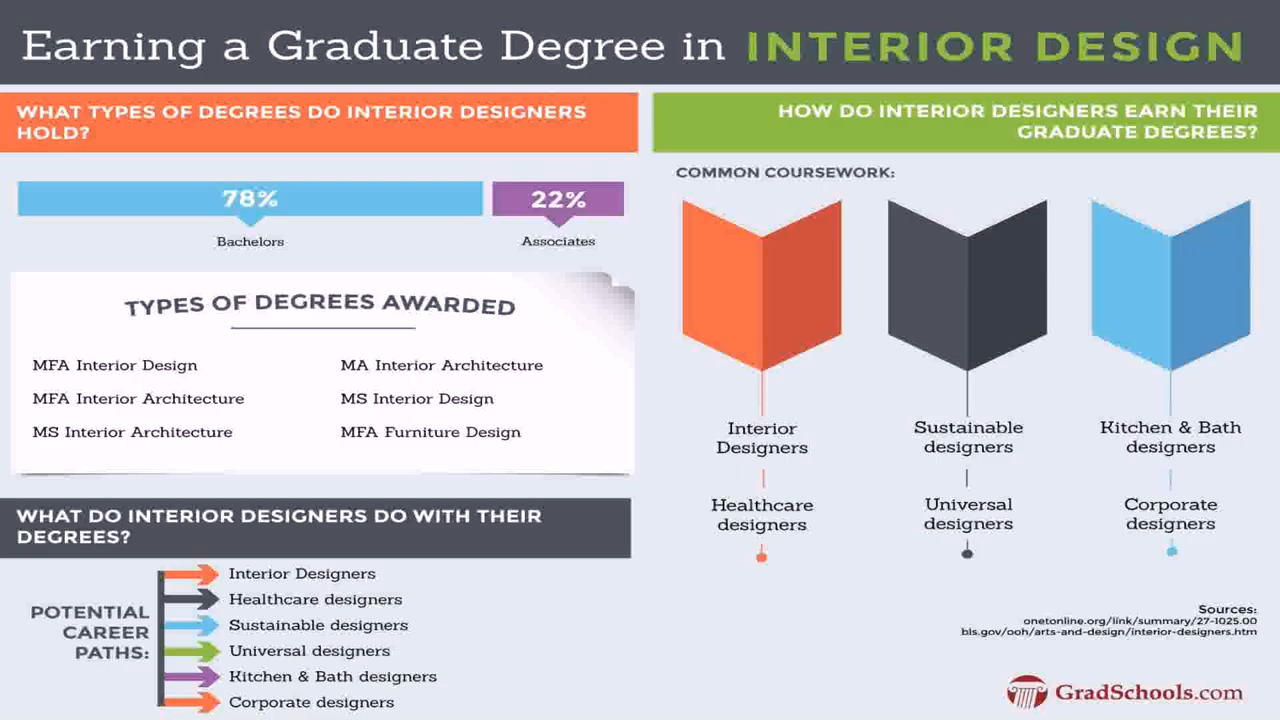 Earning a Graduate Degree in INTERIOR DESIGN
WHAT TYPES OF DEGREES DO INTERIOR DESIGNERS
HOLD?
78%
22%
Bachelors
Associates
TYPES OF DEGREES AWARDED
MFA Interior Design
MFA Interior Architecture
MS Interior Architecture
MA Interior Architecture
MS Interior Design
MFA Furniture Design
WHAT DO INTERIOR DESIGNERS DO WITH THEIR
DEGREES?
POTENTIAL
CAREER
PATHS:
Interior Designers
Healthcare designers
Sustainable designers
Universal designers
Kitchen & Bath designers
Corporate designers
HOW DO INTERIOR DESIGNERS EARN THEIR
GRADUATE DEGREES?
COMMON COURSEWORK:
Interior
Designers
Healthcare
designers
Sustainable
designers
Universal
designers
Kitchen & Bath
designers
Corporate
designers
Sources:
onetonline.org/link/summary/27-1025.00
bls.gov/ooh/arts-and-design/interior-designers.htm
GradSchools.com